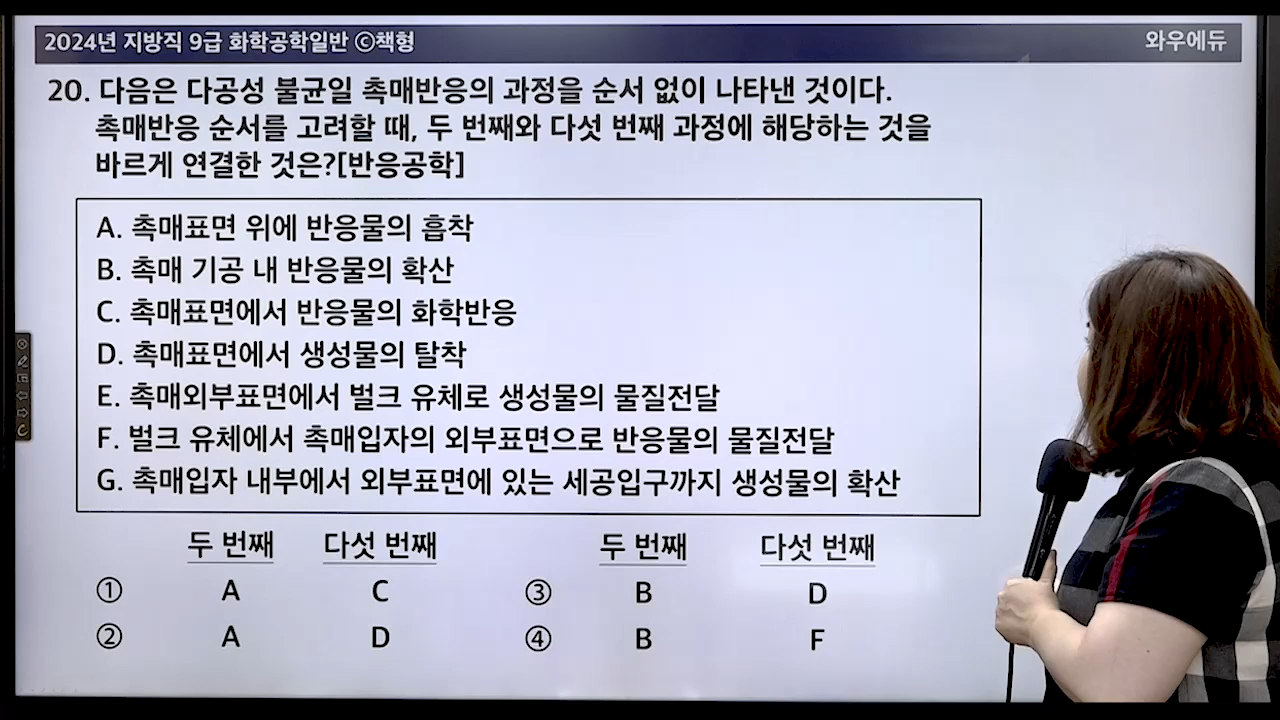 2024년 지방직 9급 화학공학일반 Ⓒ책형
와우에듀
20. 다음은 다공성 불균일 촉매반응의 과정을 순서 없이 나타낸 것이다.
촉매반응 순서를 고려할 때, 두 번째와 다섯 번째 과정에 해당하는 것을
바르게 연결한 것은?[반응공학]
A. 촉매표면 위에 반응물의 흡착
B. 촉매 기공 내 반응물의 확산
C. 촉매표면에서 반응물의 화학반응
D. 촉매표면에서 생성물의 탈착
E. 촉매외부표면에서 벌크 유체로 생성물의 물질전달
F. 벌크 유체에서 촉매입자의 외부표면으로 반응물의 물질전달
G. 촉매입자 내부에서 외부표면에 있는 세공입구까지 생성물의 확산
두 번째 다섯 번째 두 번째 다섯 번째
① A C ③ B D
② A D ④ B F